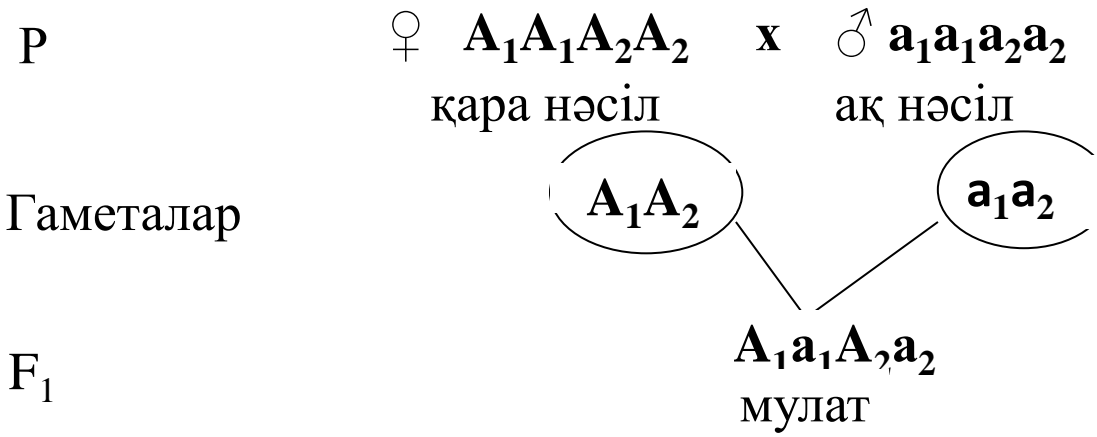 P ♀ A₁A₁A₂A₂ x ♂ a₁a₁a₂a₂
қара нәсіл ақ нәсіл
Гаметалар A₁A₂ a₁a₂
F₁ A₁a₁A₂a₂
мулат